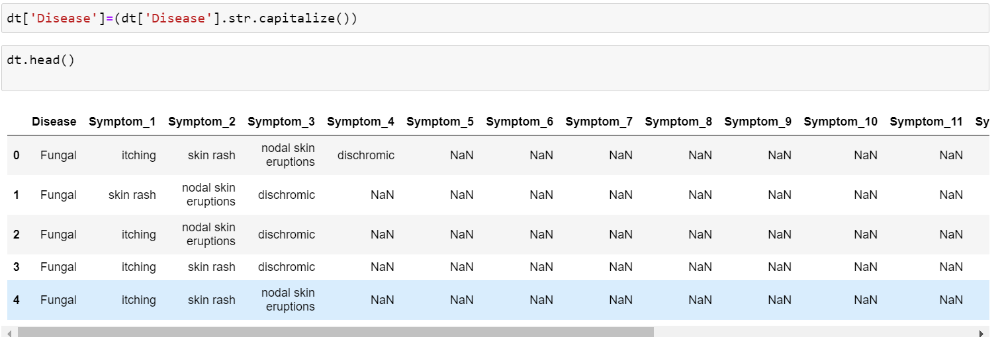 dt['Disease']=(dt['Disease'].str.capitalize())
dt.head()
Disease Symptom_1 Symptom_2 Symptom_3 Symptom_4 Symptom_5 Symptom_6 Symptom_7 Symptom_8 Symptom_9 Symptom_10 Symptom_11 Sy
0 Fungal itching skin rash nodal skin eruptions dischromic NaN NaN NaN NaN NaN NaN NaN
1 Fungal skin rash nodal skin eruptions dischromic NaN NaN NaN NaN NaN NaN NaN NaN
2 Fungal itching nodal skin eruptions dischromic NaN NaN NaN NaN NaN NaN NaN NaN
3 Fungal itching skin rash dischromic NaN NaN NaN NaN NaN NaN NaN NaN
4 Fungal itching skin rash nodal skin eruptions NaN NaN NaN NaN NaN NaN NaN NaN